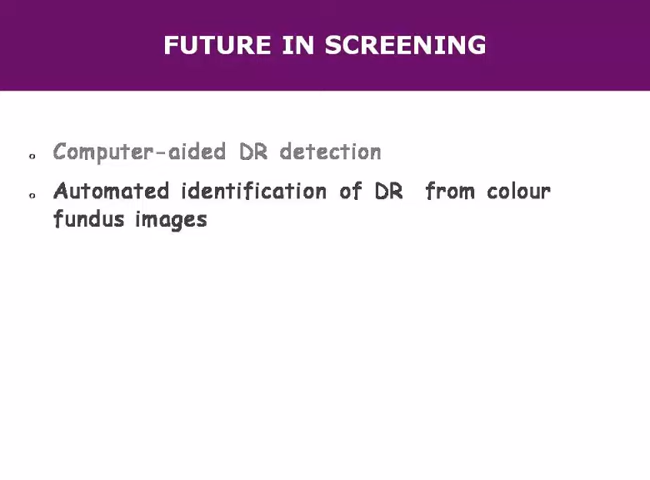 FUTURE IN SCREENING
Computer-aided DR detection
Automated identification of DR from colour
fundus images